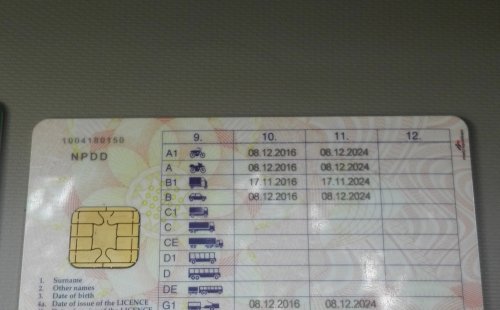 1004180150
NPDD
9. 10. 11. 12.
A1 08.12.2016 08.12.2024
A 08.12.2016 08.12.2024
B1 17.11.2016 17.11.2024
B 08.12.2016 08.12.2024
C1
C
CE
D1
D
DE
G1 08.12.2016 08.12.2024
1. Surname
2. Other names
3. Date of birth
4a. Date of issue of the LICENCE
of the LICENCE